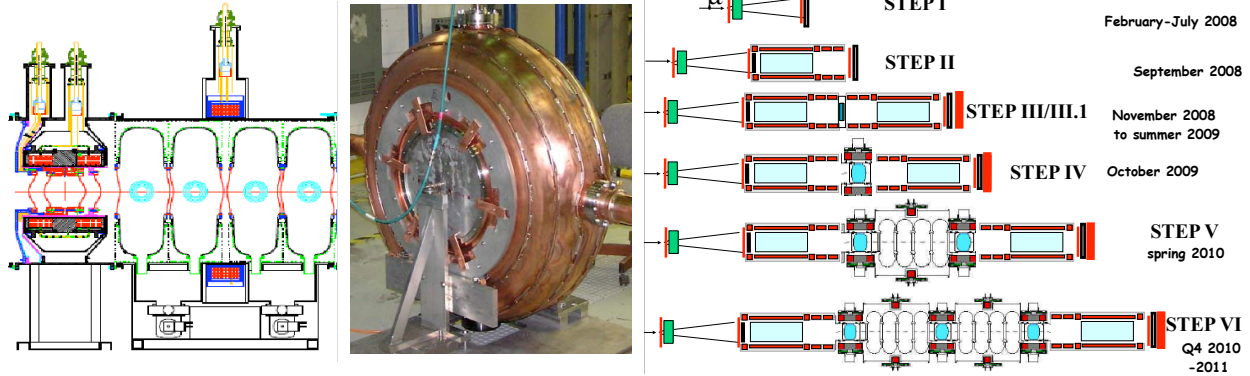 μ
STEP I
February-July 2008
STEP II
September 2008
STEP III/III.1
November 2008
to summer 2009
STEP IV
October 2009
STEP V
spring 2010
STEP VI
Q4 2010
-2011